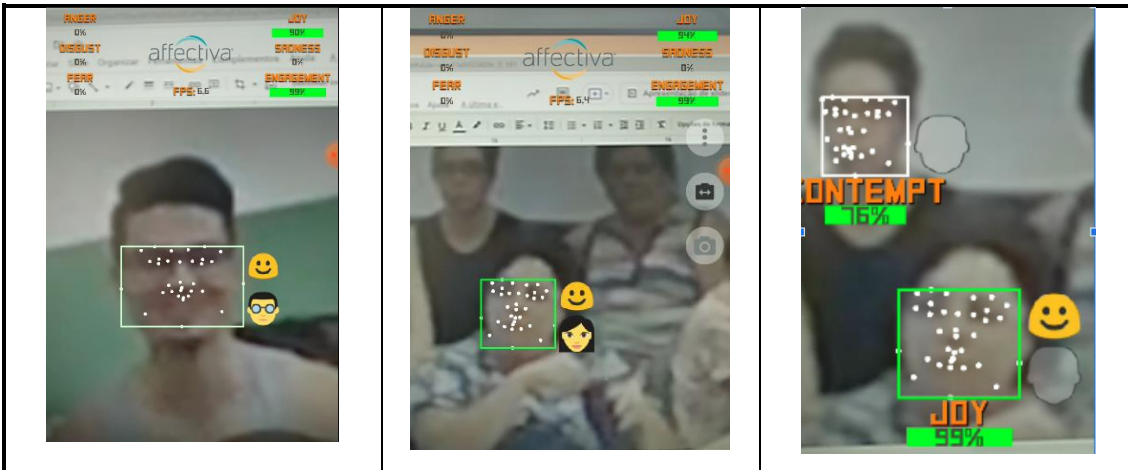 ANGER
0%
DISGUST
0%
FEAR
0%
affectiva
FPS: 6,6
JOY
90%
SADNESS
0%
ENGAGEMENT
99%
Organizar
ANGER
0%
DISGUST
0%
FEAR
0%
affectiva
FPS: 6,4
JOY
94%
SADNESS
0%
ENGAGEMENT
99%
N I U A
CONTEMPT
76%
JOY
99%